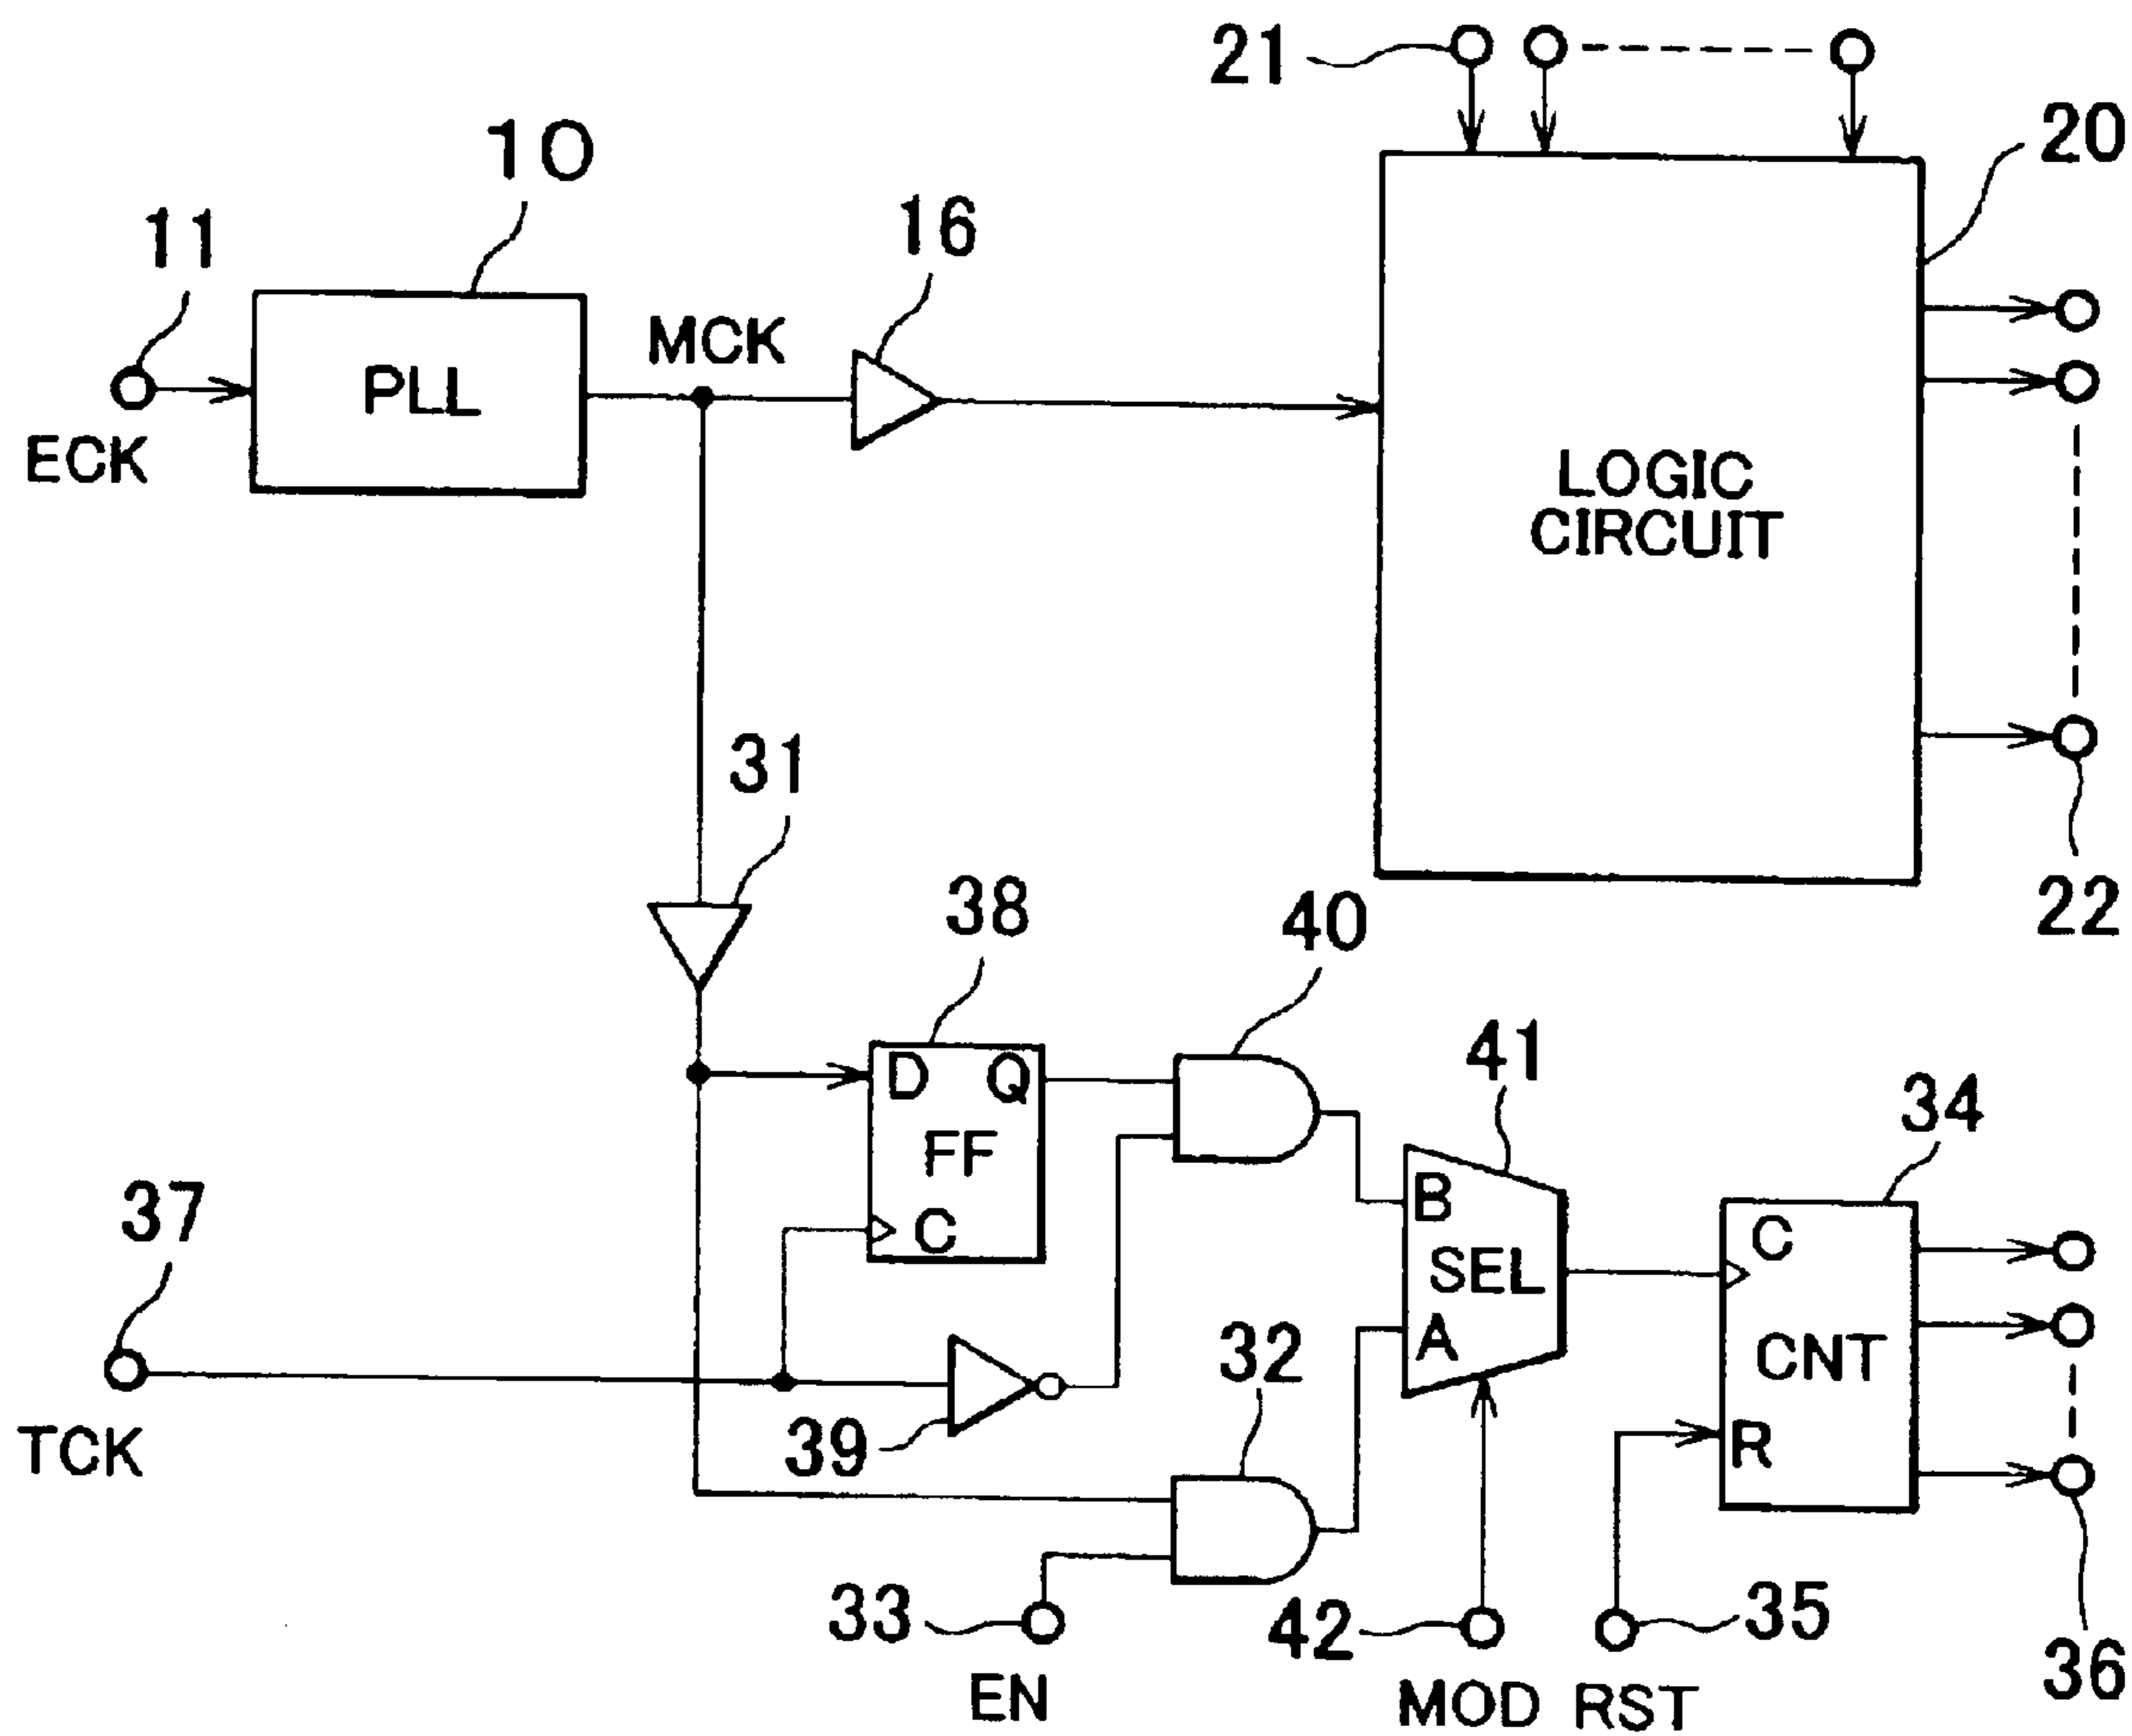 21
20
10
11
16
MCK
PLL
ECK
LOGIC
CIRCUIT
31
22
38
40
41
34
D Q
FF
C
37
B
SEL
A
C
CNT
R
32
39
TCK
33
42
35
36
EN
MOD RST